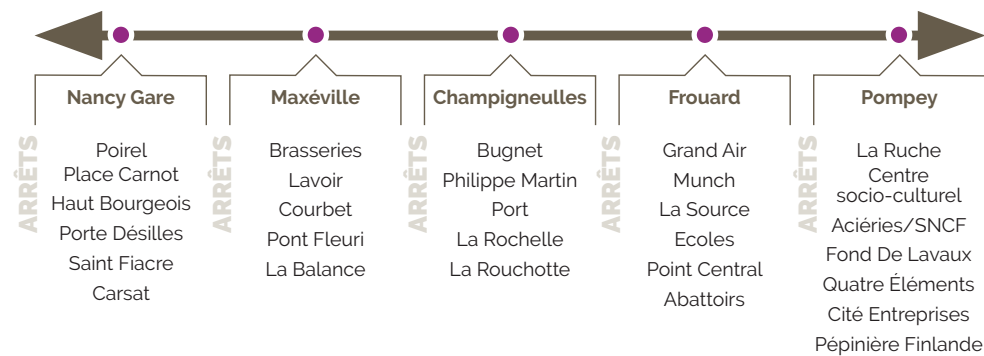 Nancy Gare
ARRÊTS
Poirel
Place Carnot
Haut Bourgeois
Porte Désilles
Saint Fiacre
Carsat
Maxéville
ARRÊTS
Brasseries
Lavoir
Courbet
Pont Fleuri
La Balance
Champigneulles
ARRÊTS
Bugnet
Philippe Martin
Port
La Rochelle
La Rouchotte
Frouard
ARRÊTS
Grand Air
Munch
La Source
Ecoles
Point Central
Abattoirs
Pompey
ARRÊTS
La Ruche
Centre
socio-culturel
Aciéries/SNCF
Fond De Lavaux
Quatre Éléments
Cité Entreprises
Pépinière Finlande